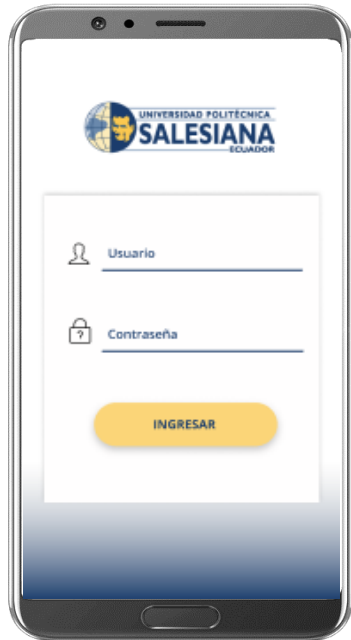 UNIVERSIDAD POLITÉCNICA
SALESIANA
ECUADOR
Usuario
?
Contraseña
INGRESAR